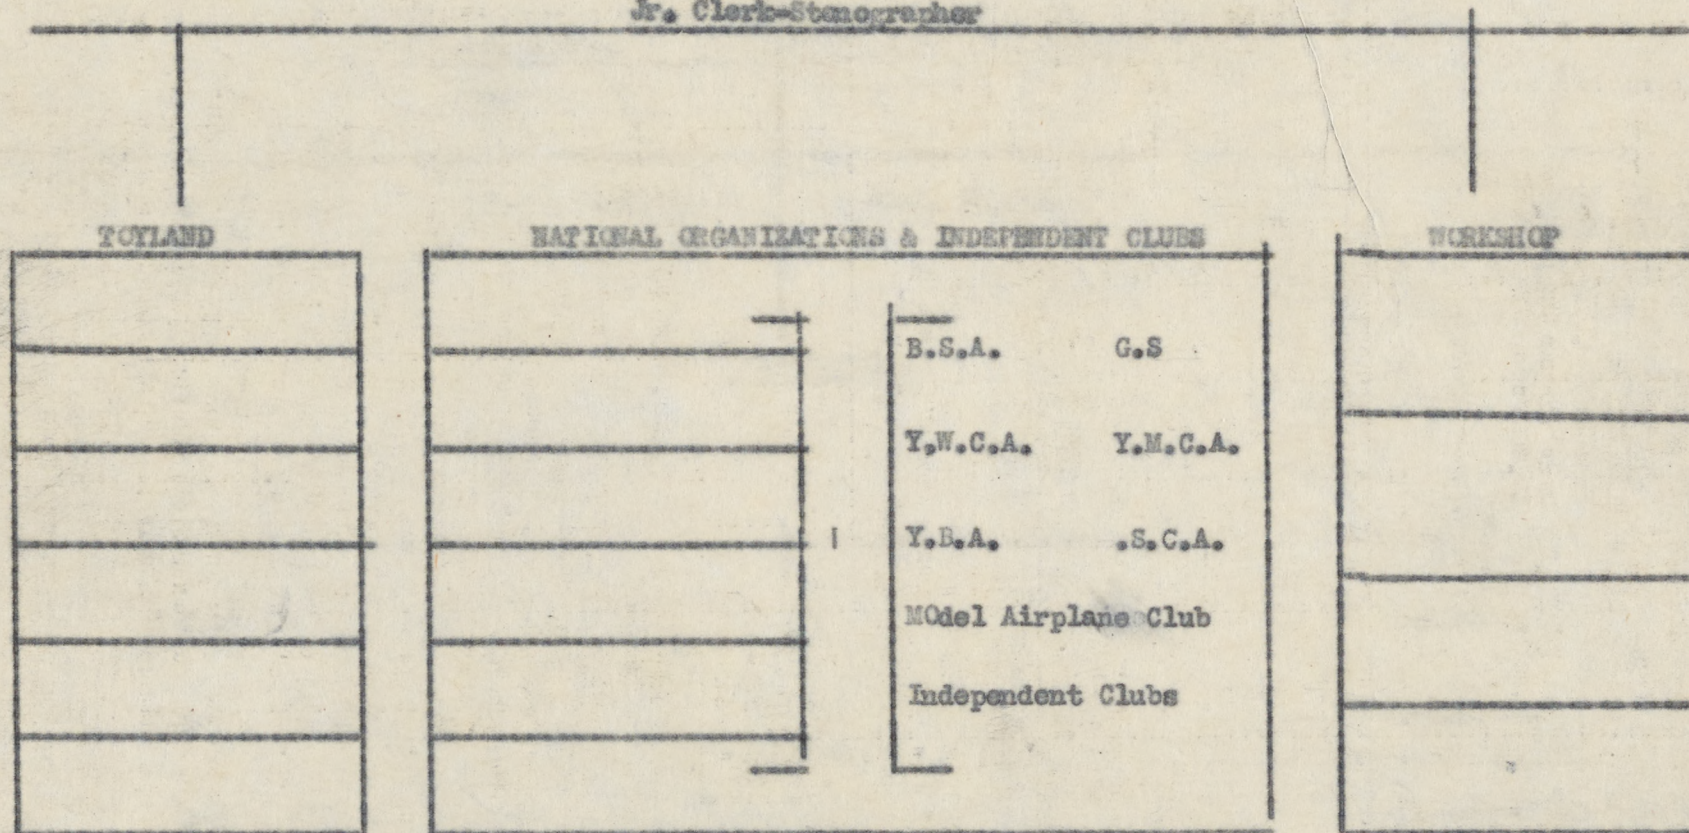 Jr. Clerk-Stenographer
TOYLAND
NATIONAL ORGANIZATIONS & INDEPENDENT CLUBS
WORKSHOP
B.S.A. G.S
Y.W.C.A. Y.M.C.A.
Y.B.A. .S.C.A.
MOdel Airplane Club
Independent Clubs